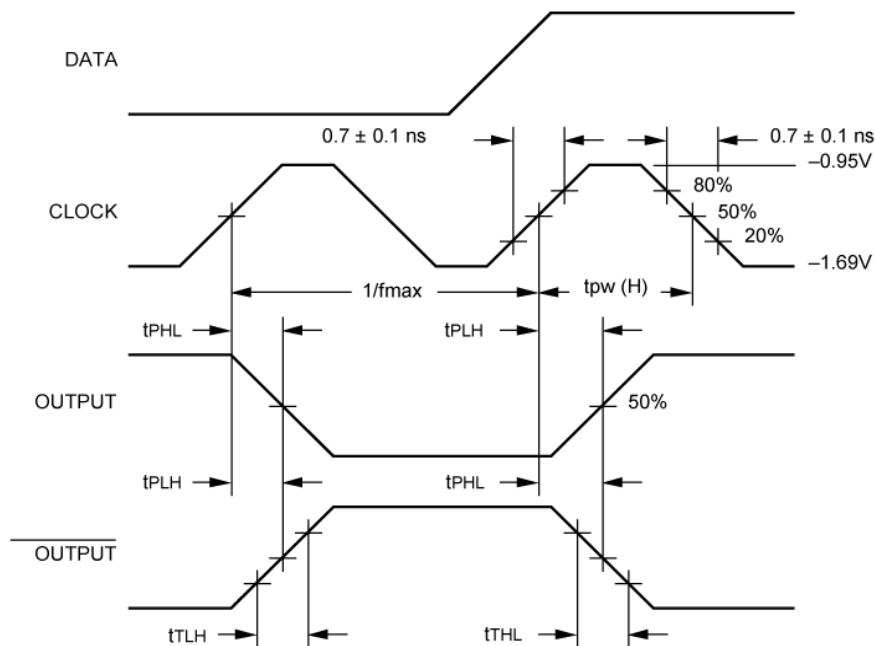 DATA
0.7 ± 0.1 ns
0.7 ± 0.1 ns
–0.95V
80%
CLOCK
50%
20%
–1.69V
1/fmax
tpw (H)
tPHL
tPLH
OUTPUT
50%
tPLH
tPHL
OUTPUT
tTLH
tTHL